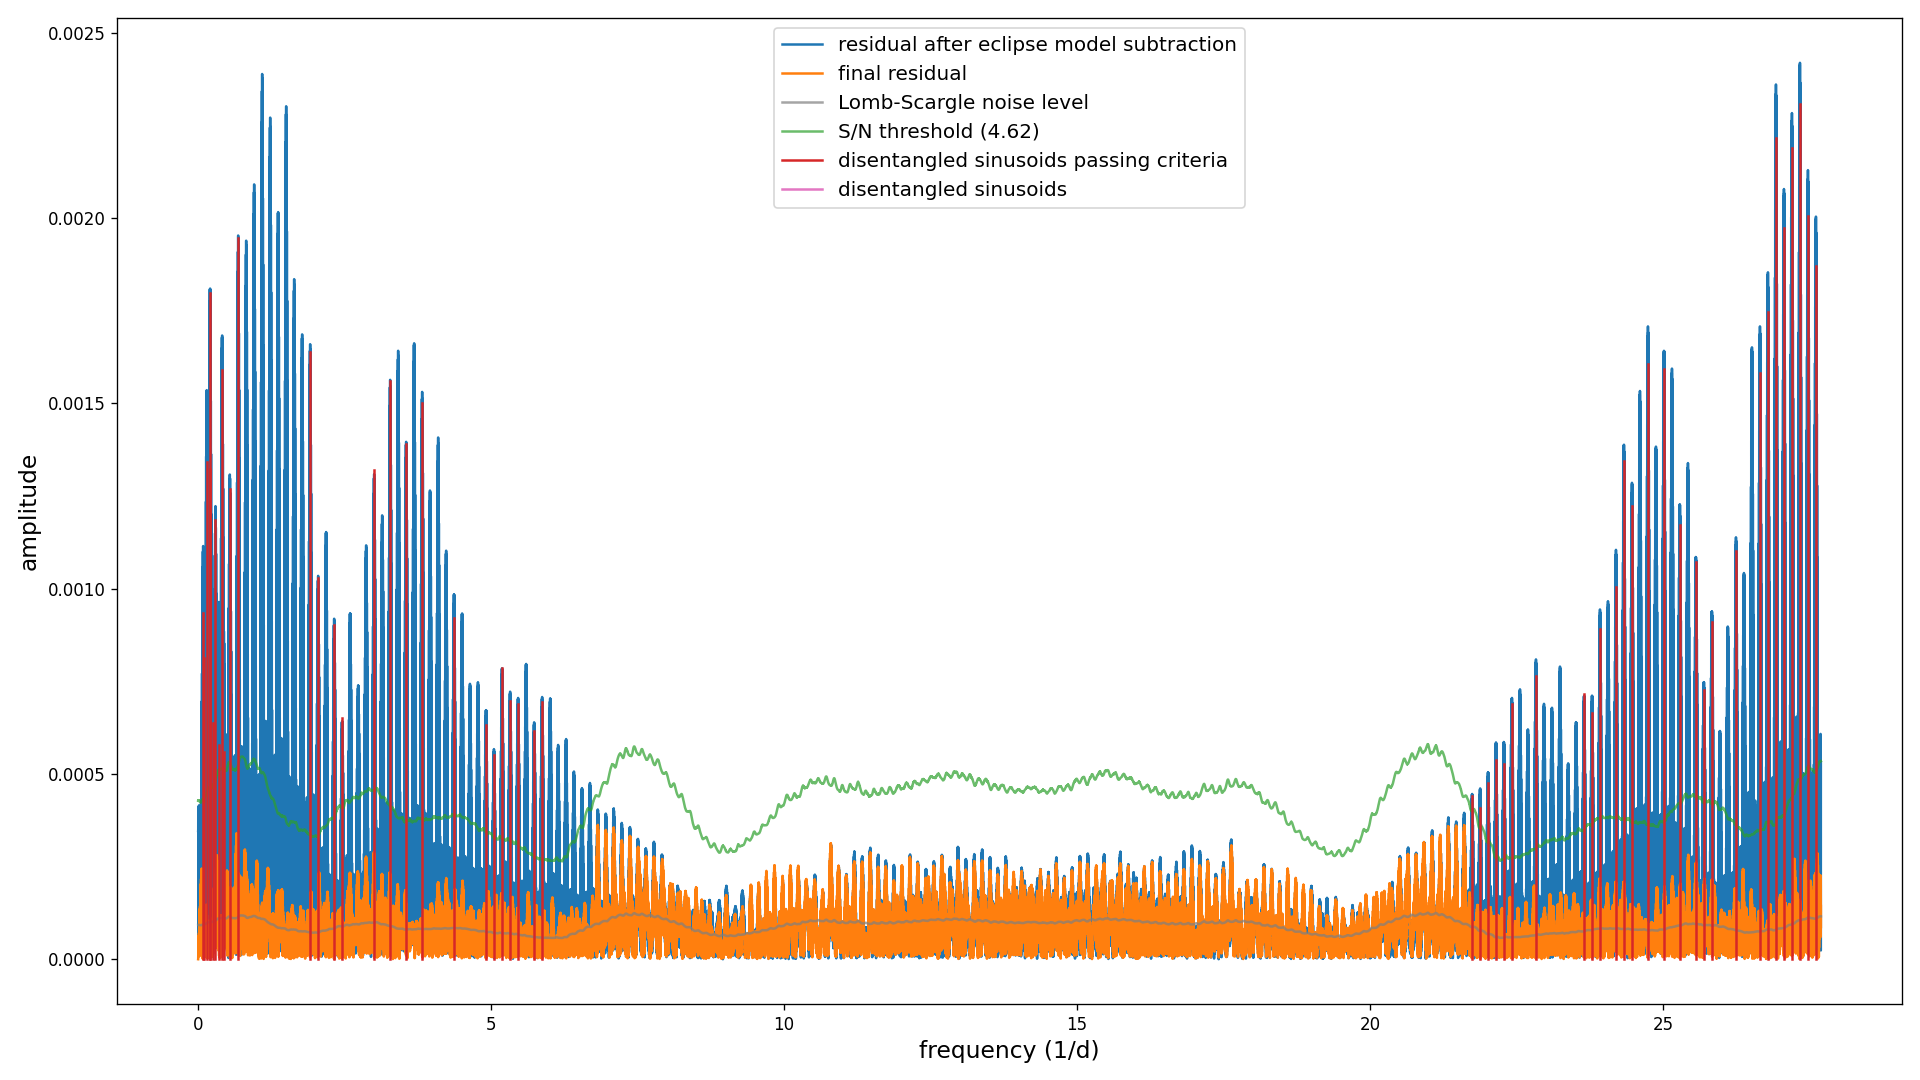 0.0025
0.0020
0.0015
0.0010
0.0005
0.0000
amplitude
residual after eclipse model subtraction
final residual
Lomb-Scargle noise level
S/N threshold (4.62)
disentangled sinusoids passing criteria
disentangled sinusoids
0 5 10 15 20 25
frequency (1/d)